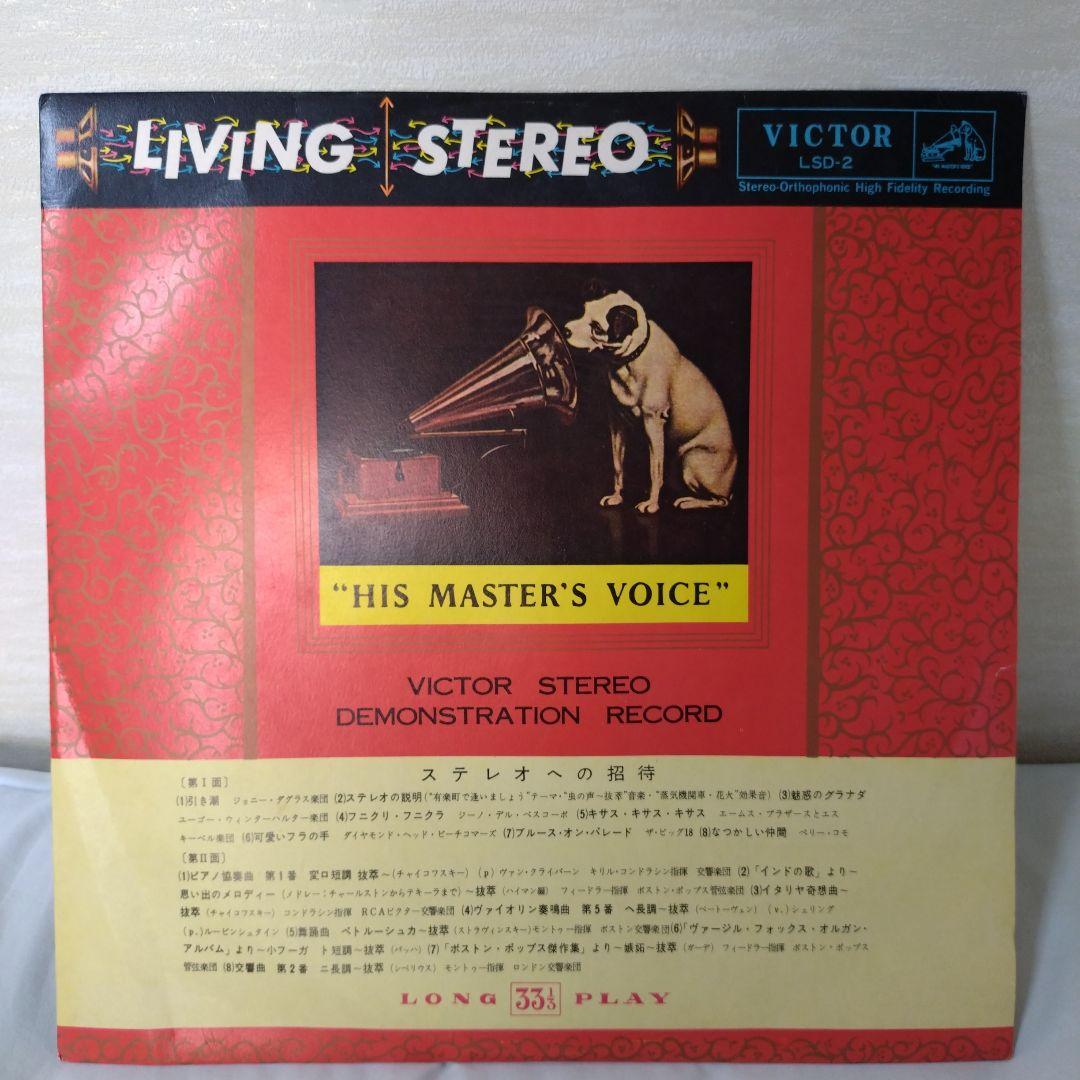 LIVING STEREO
VICTOR
LSD-2
"HIS MASTER'S VOICE"
Stereo-Orthophonic High Fidelity Recording
"HIS MASTER'S VOICE"
VICTOR STEREO
DEMONSTRATION RECORD
ステレオへの招待
〔第Ⅰ面〕
(1)引き潮 ジョニー・ダグラス楽団 (2)ステレオの説明("有楽町で逢いましょう"テーマ・"虫の声〜抜萃"音楽・"蒸気機関車・花火"効果音) (3)魅惑のグラナダ
ユーゴー・ウィンターハルター楽団 (4)フニクリ・フニクラ ジーノ・デル・ベスコーボ (5)キサス・キサス・キサス エームス・ブラザースとエス
キーベル楽団 (6)可愛いフラの手 ダイヤモンド・ヘッド・ビーチコマーズ (7)ブルース・オン・パレード ザ・ビッグ18 (8)なつかしい仲間 ペリー・コモ
〔第Ⅱ面〕
(1)ピアノ協奏曲 第1番 変ロ短調 抜萃〜(チャイコフスキー) (p) ヴァン・クライバーン キリル・コンドラシン指揮 交響楽団 (2)「インドの歌」より〜
思い出のメロディー (メドレー:チャールストンからテキーラまで)〜抜萃(ハイマン編) フィードラー指揮 ボストン・ポップス管弦楽団 (3)イタリヤ奇想曲〜
抜萃(チャイコフスキー) コンドラシン指揮 RCAビクター交響楽団 (4)ヴァイオリン奏鳴曲 第5番 ヘ長調〜抜萃 (ベートーヴェン) (v.)シェリング
(p.)ルービンシュタイン (5)舞踊曲 ペトルーシュカ〜抜萃(ストラヴィンスキー)モントゥー指揮 ボストン交響楽団 (6)「ヴァージル・フォックス・オルガン・
アルバム」より〜小フーガ ト短調〜抜萃(バッハ) (7)「ボストン・ポップス傑作集」より〜嫉妬〜抜萃(ガーデ) フィードラー指揮 ボストン・ポップス
管弦楽団 (8)交響曲 第2番 ニ長調〜抜萃 (シベリウス) モントゥー指揮 ロンドン交響楽団
LONG 33 1/3 PLAY